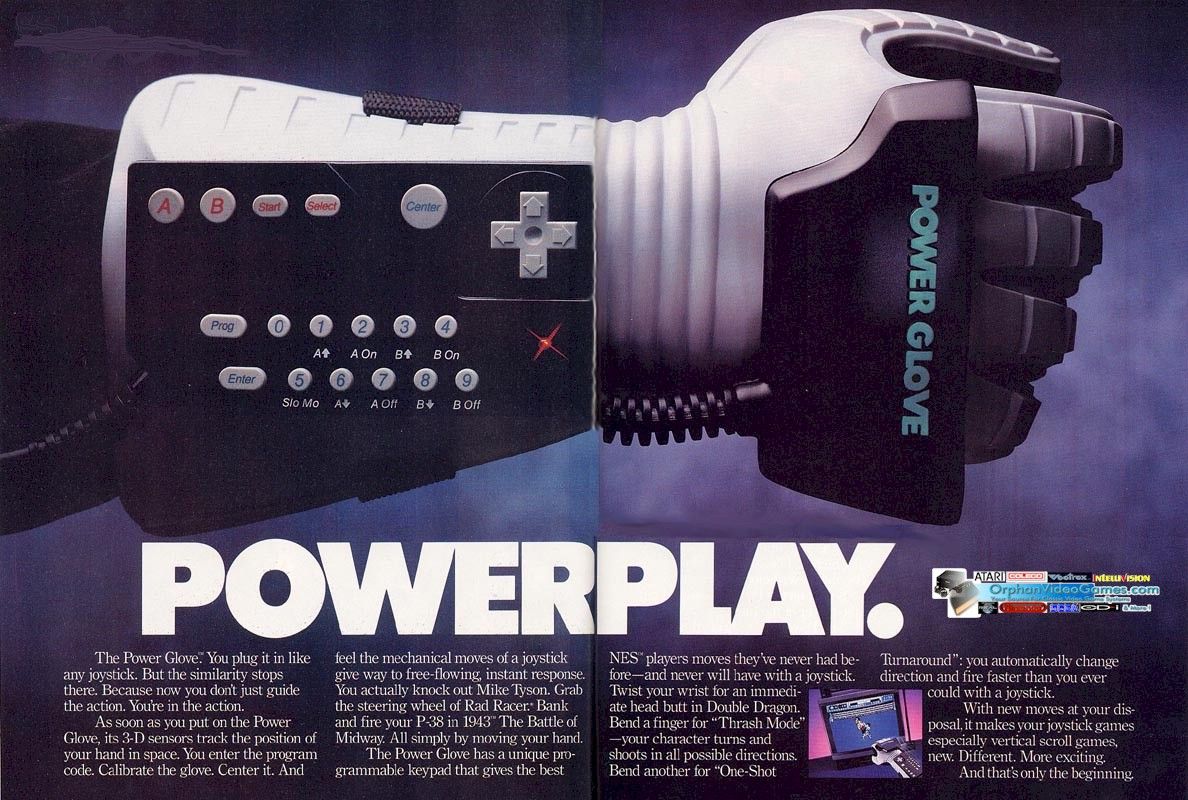 A B Start Select Center
Prog 0 1 2 3 4
A⬆ A On B⬆ B On
Enter 5 6 7 8 9
Slo Mo A⬇ A Off B⬇ B Off
POWER GLOVE
POWERPLAY.
ATARI COLECO Vectrex INTELLIVISION
OrphanVideoGames.com
Your Source for Classic Video Game Systems
SEGA CD-i & More!
The Power Glove.™ You plug it in like
any joystick. But the similarity stops
there. Because now you don't just guide
the action. You're in the action.
As soon as you put on the Power
Glove, its 3-D sensors track the position of
your hand in space. You enter the program
code. Calibrate the glove. Center it. And
feel the mechanical moves of a joystick
give way to free-flowing, instant response.
You actually knock out Mike Tyson. Grab
the steering wheel of Rad Racer.® Bank
and fire your P-38 in 1943™ The Battle of
Midway. All simply by moving your hand.
The Power Glove has a unique pro-
grammable keypad that gives the best
NES™ players moves they've never had be-
fore—and never will have with a joystick.
Twist your wrist for an immedi-
ate head butt in Double Dragon.
Bend a finger for "Thrash Mode"
—your character turns and
shoots in all possible directions.
Bend another for "One-Shot
Turnaround": you automatically change
direction and fire faster than you ever
could with a joystick.
With new moves at your dis-
posal, it makes your joystick games
especially vertical scroll games,
new. Different. More exciting.
And that's only the beginning.